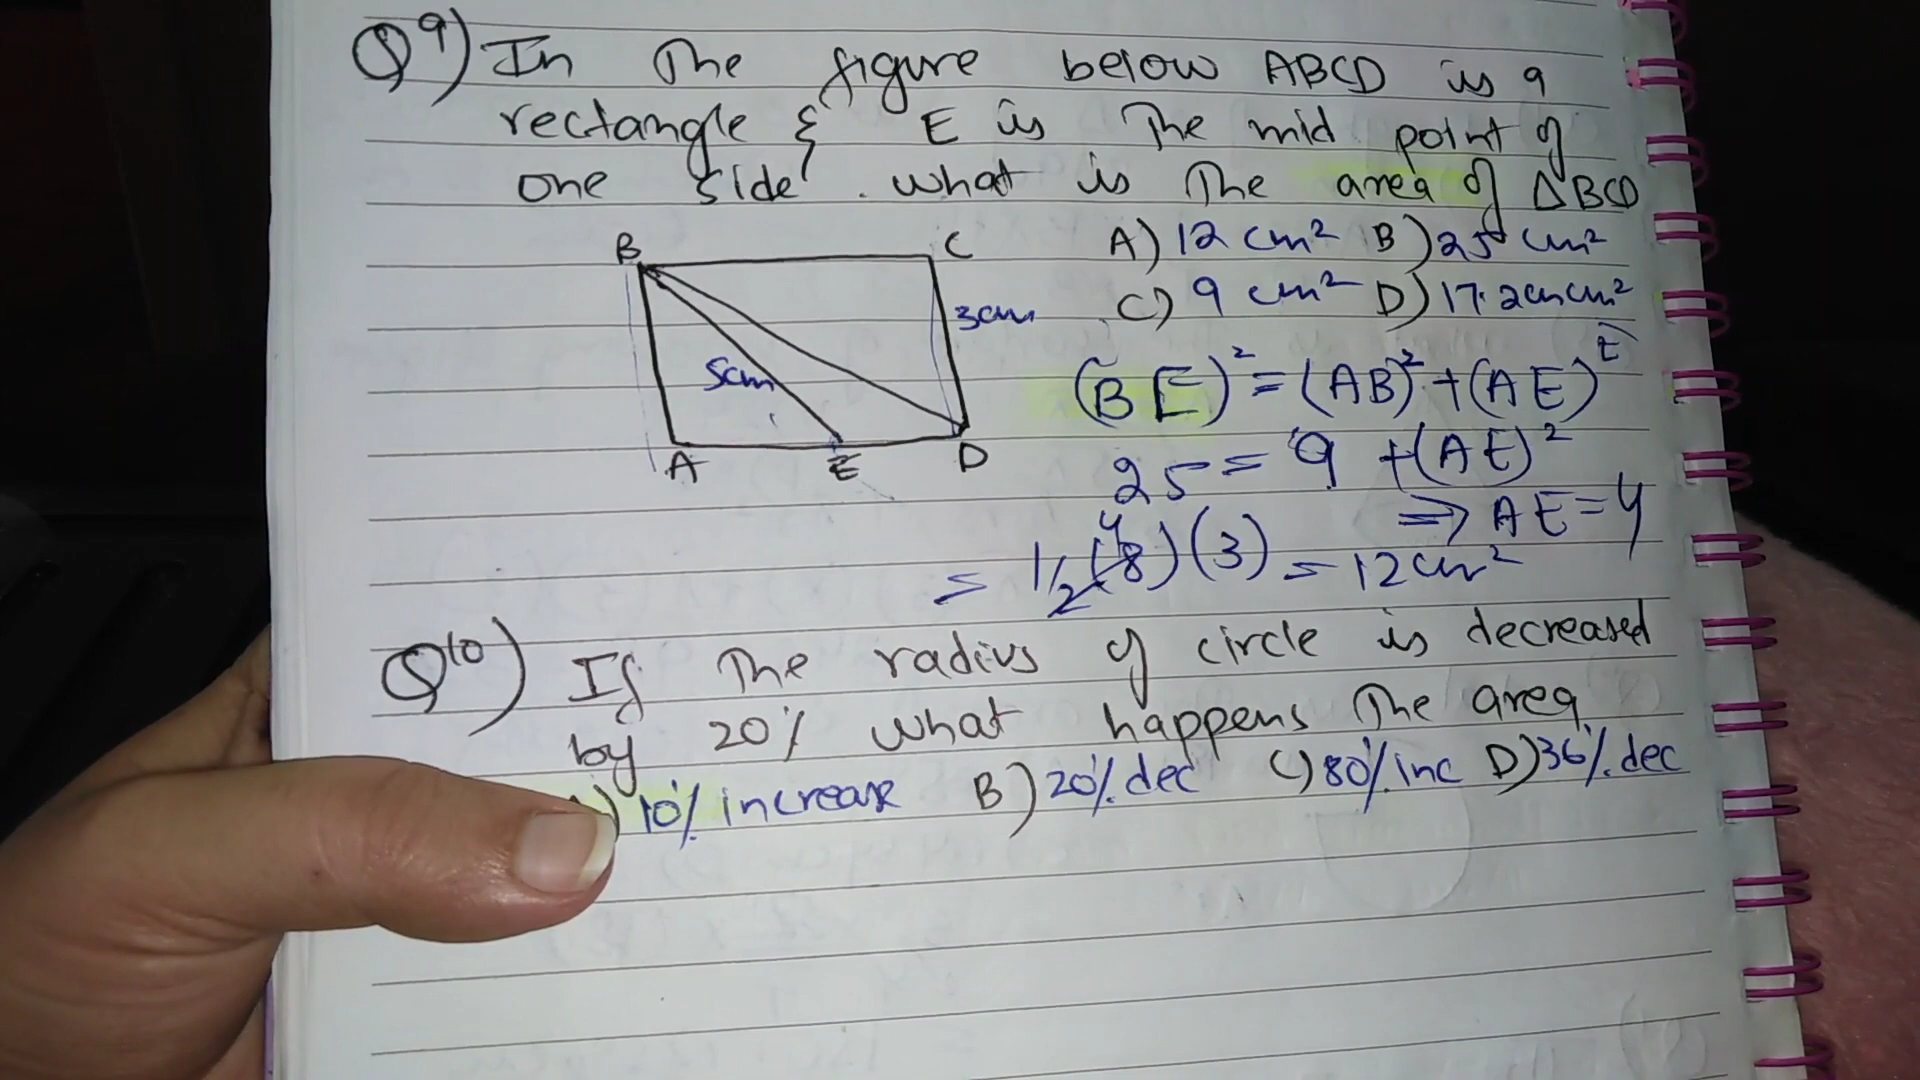 Q9) In The figure below ABCD is a
rectangle & E is The mid point of
one side. what is The area of ΔBCD
A) 12 cm² B) 25 cm²
C) 9 cm² D) 17.2cm cm²
B C
3cm
5cm
A E D
(BE)² = (AB)² + (AE)²
25 = 9 + (AE)²
⇒ AE = 4
= 1/2 (8) (3) = 12 cm²
4
Q10) If The radius of circle is decreased
by 20% what happens The area
) 10% increase B) 20% dec C) 80% inc D) 36% dec